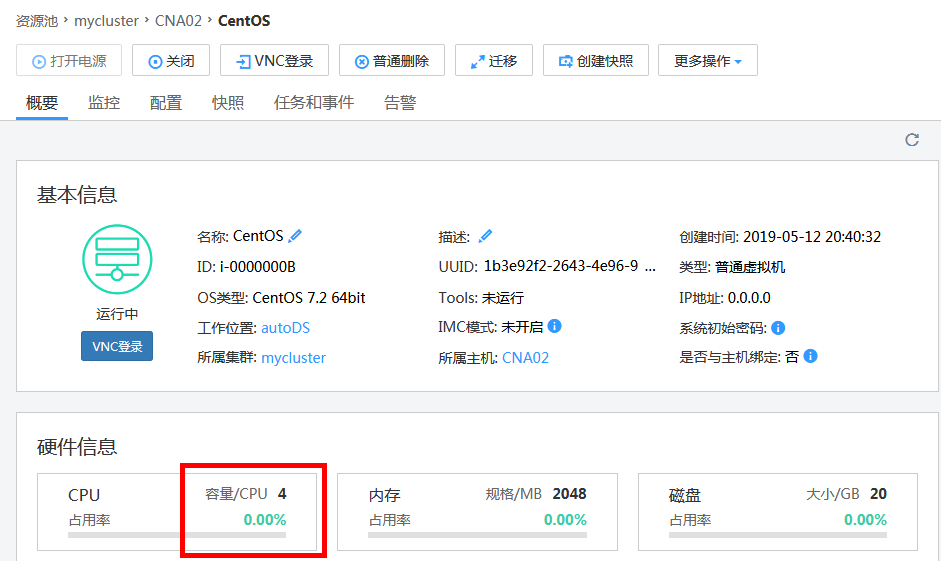 资源池 › mycluster › CNA02 › CentOS
打开电源 关闭 VNC登录 普通删除 迁移 创建快照 更多操作
概要 监控 配置 快照 任务和事件 告警
基本信息
名称: CentOS 描述: 创建时间: 2019-05-12 20:40:32
ID: i-0000000B UUID: 1b3e92f2-2643-4e96-9 ... 类型: 普通虚拟机
OS类型: CentOS 7.2 64bit Tools: 未运行 IP地址: 0.0.0.0
运行中
工作位置: autoDS IMC模式: 未开启 系统初始密码:
VNC登录
所属集群: mycluster 所属主机: CNA02 是否与主机绑定: 否
硬件信息
CPU 容量/CPU 4 内存 规格/MB 2048 磁盘 大小/GB 20
占用率 0.00% 占用率 0.00% 占用率 0.00%